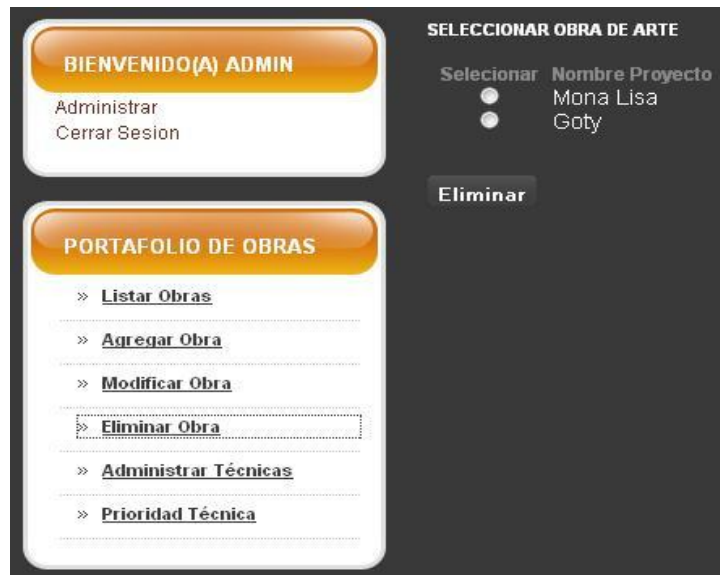 BIENVENIDO(A) ADMIN
Administrar
Cerrar Sesion
PORTAFOLIO DE OBRAS
» Listar Obras
» Agregar Obra
» Modificar Obra
» Eliminar Obra
» Administrar Técnicas
» Prioridad Técnica
SELECCIONAR OBRA DE ARTE
Selecionar Nombre Proyecto
Mona Lisa
Goty
Eliminar